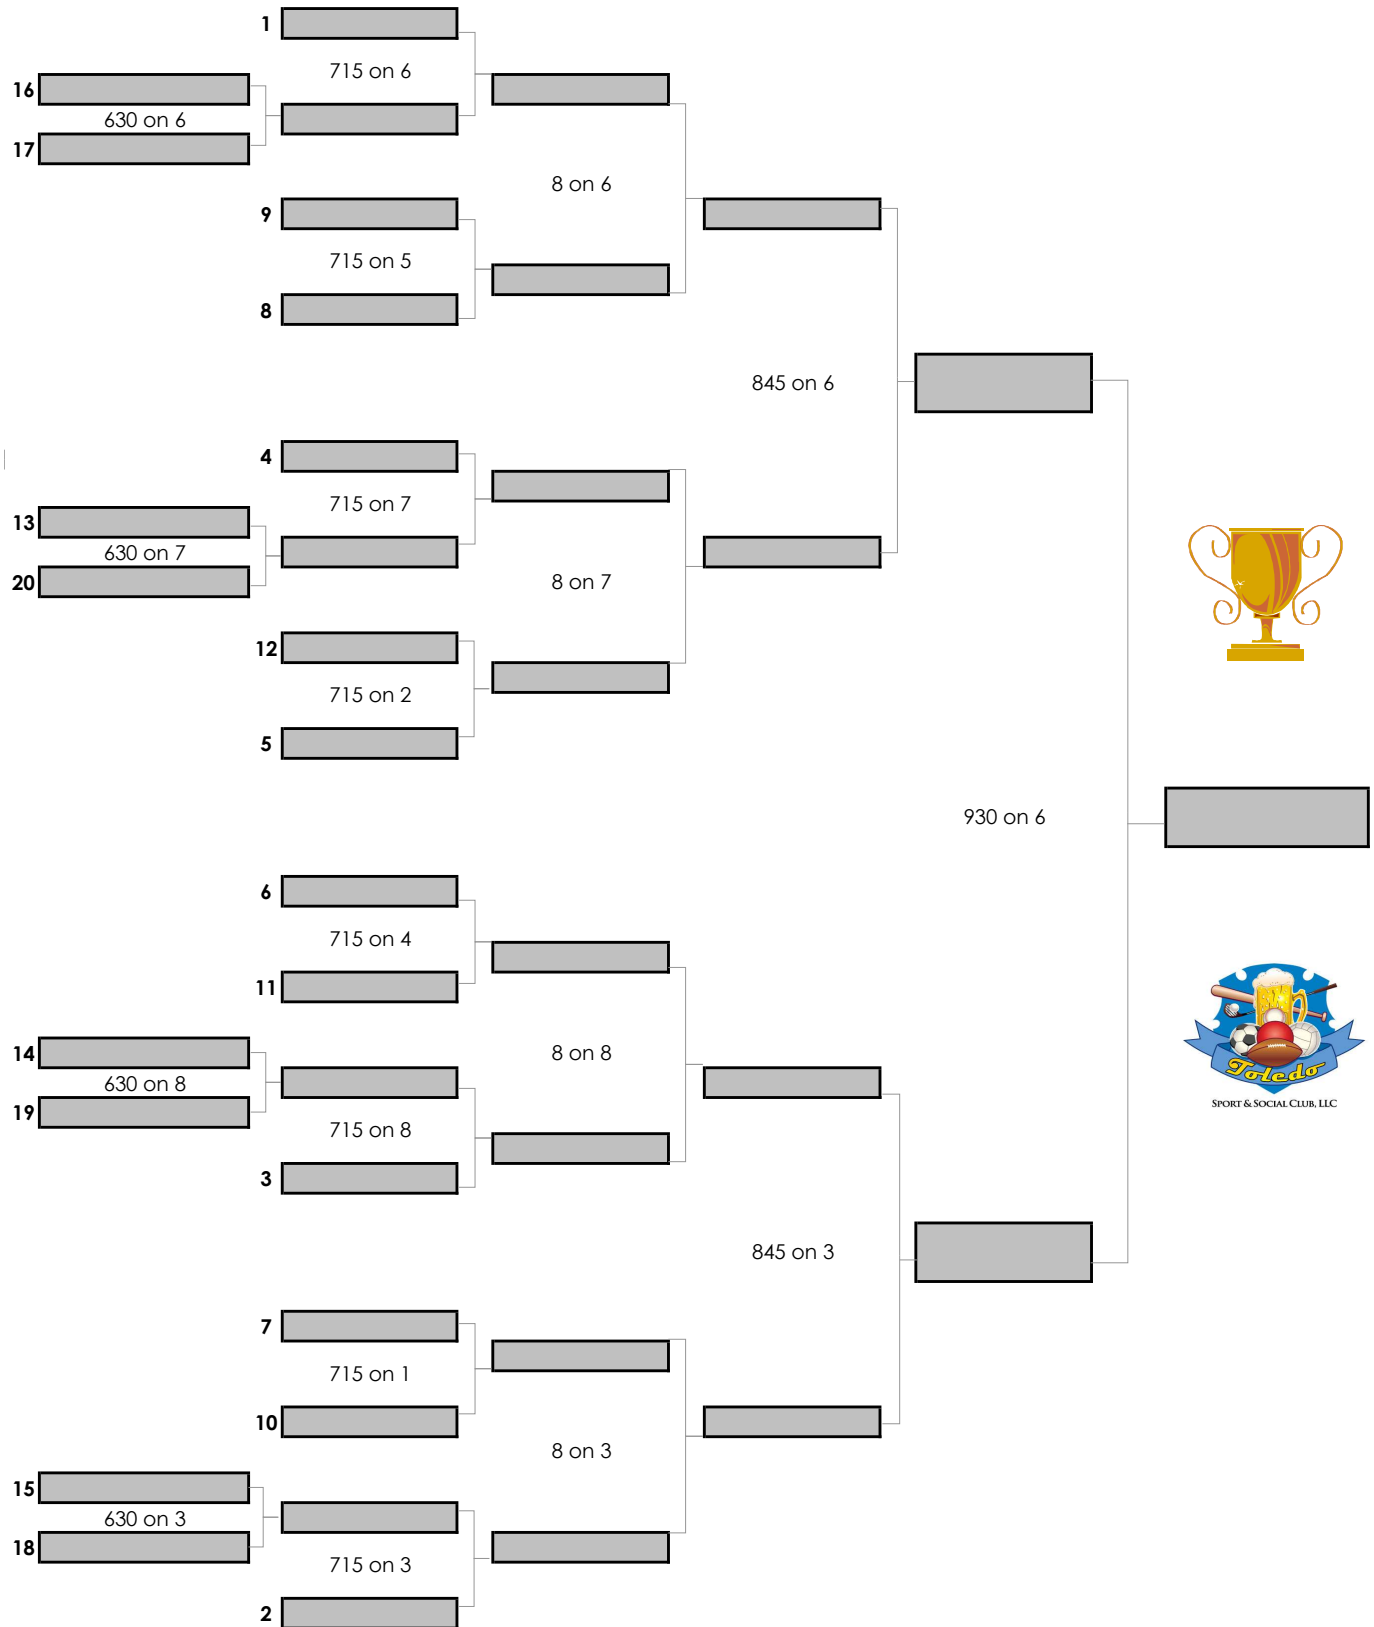 1
715 on 6
16
630 on 6
17
8 on 6
9
715 on 5
8
845 on 6
4
715 on 7
13
630 on 7
20
8 on 7
12
715 on 2
5
930 on 6
6
715 on 4
11
14
8 on 8
630 on 8
19
715 on 8
3
Toledo
SPORT & SOCIAL CLUB, LLC
845 on 3
7
715 on 1
10
8 on 3
15
630 on 3
18
715 on 3
2